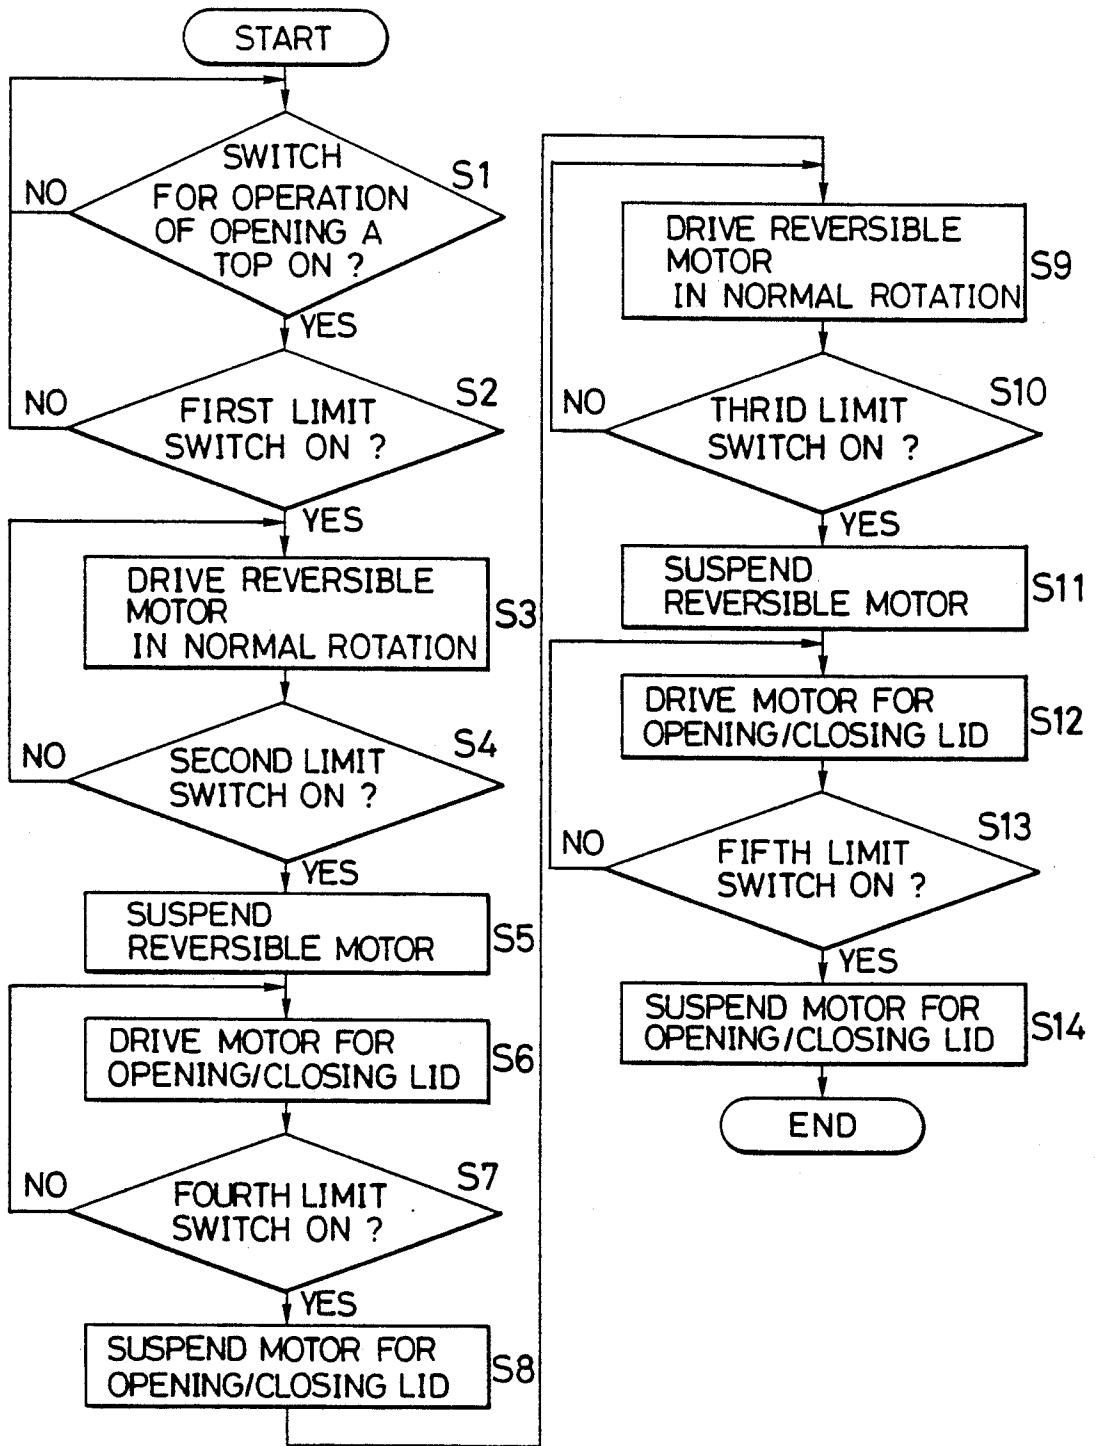 START
SWITCH
FOR OPERATION
OF OPENING A
TOP ON ?
S1
NO
YES
FIRST LIMIT
SWITCH ON ?
S2
NO
YES
DRIVE REVERSIBLE
MOTOR
IN NORMAL ROTATION
S3
SECOND LIMIT
SWITCH ON ?
S4
NO
YES
SUSPEND
REVERSIBLE MOTOR
S5
DRIVE MOTOR FOR
OPENING/CLOSING LID
S6
FOURTH LIMIT
SWITCH ON ?
S7
NO
YES
SUSPEND MOTOR FOR
OPENING/CLOSING LID
S8
DRIVE REVERSIBLE
MOTOR
IN NORMAL ROTATION
S9
THRID LIMIT
SWITCH ON ?
S10
NO
YES
SUSPEND
REVERSIBLE MOTOR
S11
DRIVE MOTOR FOR
OPENING/CLOSING LID
S12
FIFTH LIMIT
SWITCH ON ?
S13
NO
YES
SUSPEND MOTOR FOR
OPENING/CLOSING LID
S14
END